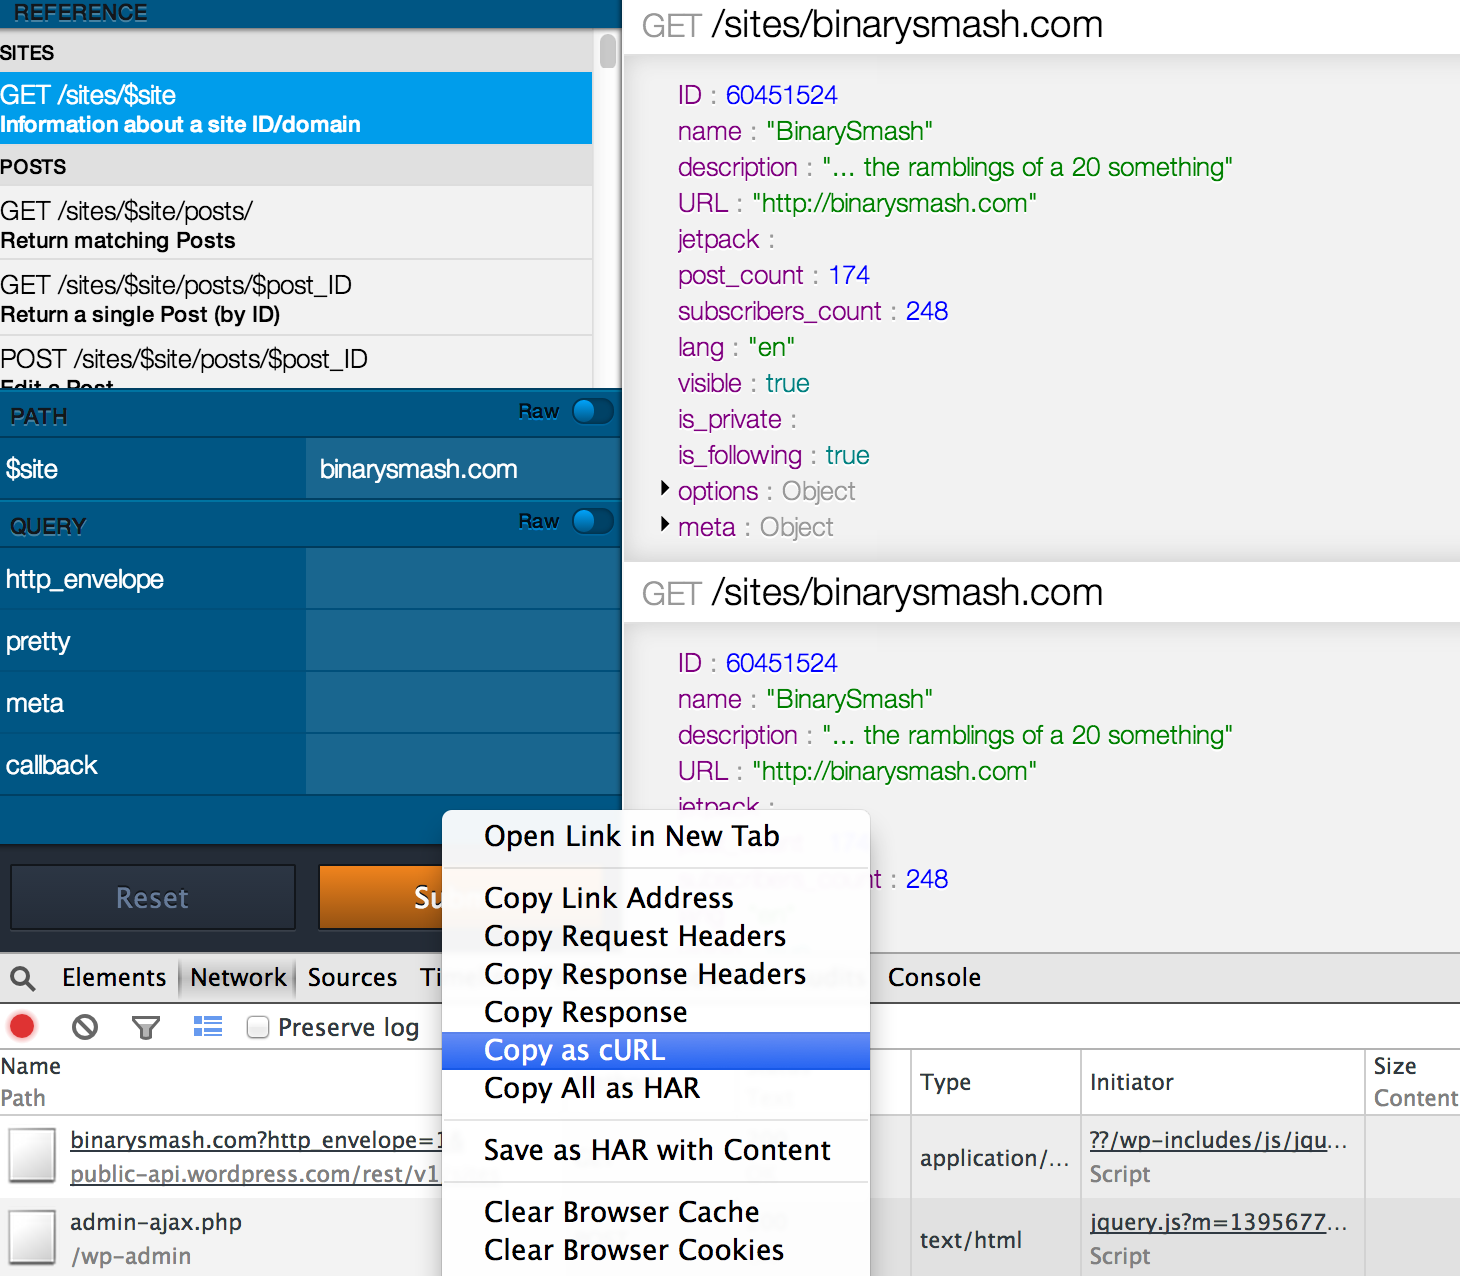 REFERENCE
SITES
GET /sites/$site
Information about a site ID/domain
POSTS
GET /sites/$site/posts/
Return matching Posts
GET /sites/$site/posts/$post_ID
Return a single Post (by ID)
POST /sites/$site/posts/$post_ID
Edit a Post
PATH Raw
$site binarysmash.com
QUERY Raw
http_envelope
pretty
meta
callback
Reset Su
GET /sites/binarysmash.com
ID : 60451524
name : "BinarySmash"
description : "... the ramblings of a 20 something"
URL : "http://binarysmash.com"
jetpack :
post_count : 174
subscribers_count : 248
lang : "en"
visible : true
is_private :
is_following : true
options : Object
meta : Object
GET /sites/binarysmash.com
ID : 60451524
name : "BinarySmash"
description : "... the ramblings of a 20 something"
URL : "http://binarysmash.com"
jetpack :
t : 248
Open Link in New Tab
Copy Link Address
Copy Request Headers
Copy Response Headers
Copy Response
Copy as cURL
Copy All as HAR
Save as HAR with Content
Clear Browser Cache
Clear Browser Cookies
Elements Network Sources Ti Console
Preserve log
Name
Path
Type Initiator Size
Content
binarysmash.com?http_envelope=1
public-api.wordpress.com/rest/v1
application/... ??/wp-includes/js/jqu...
Script
admin-ajax.php
/wp-admin
text/html jquery.js?m=1395677...
Script